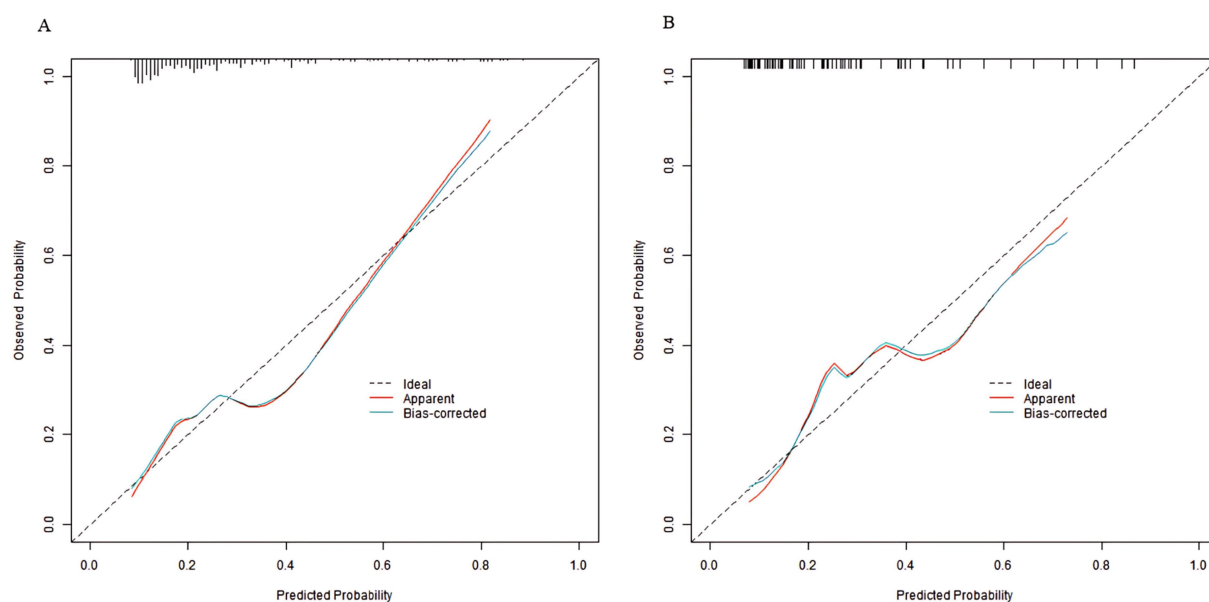 A
1.0
0.8
0.6
0.4
0.2
0.0
Observed Probability
Ideal
Apparent
Bias-corrected
0.0 0.2 0.4 0.6 0.8 1.0
Predicted Probability
B
1.0
0.8
0.6
0.4
0.2
0.0
Observed Probability
Ideal
Apparent
Bias-corrected
0.0 0.2 0.4 0.6 0.8 1.0
Predicted Probability